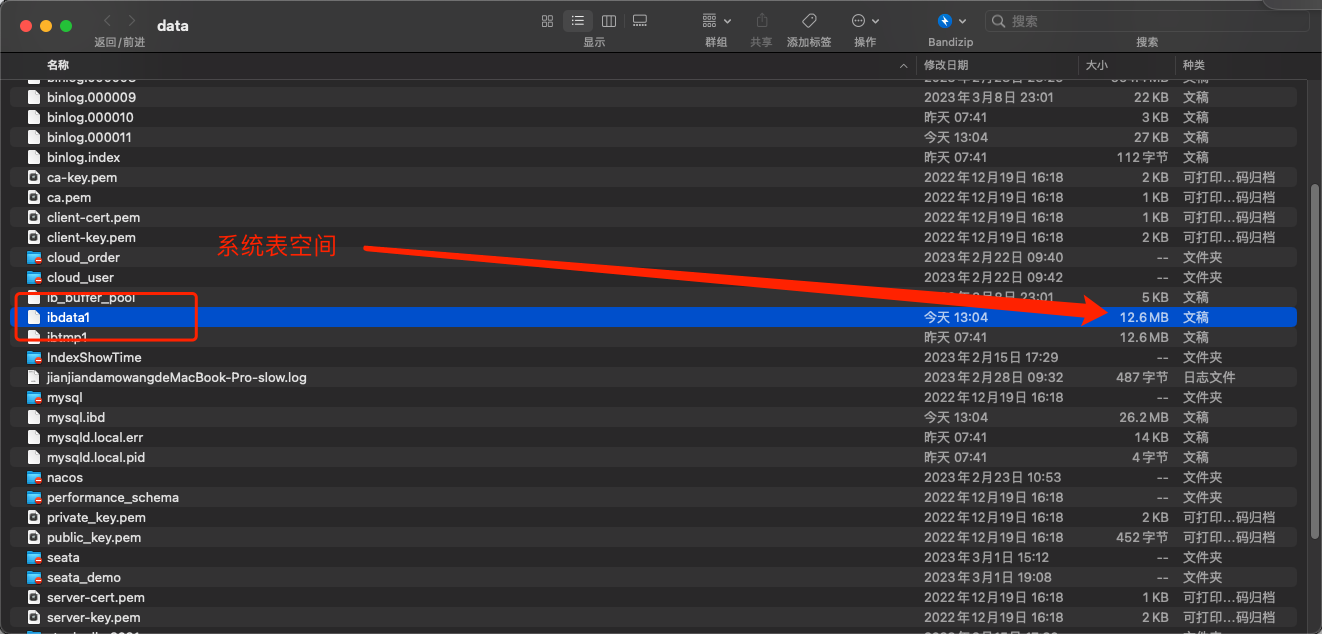 data
返回/前进
显示
群组
共享
添加标签
操作
Bandizip
搜索
搜索
名称 修改日期 大小 种类
binlog.000009 2023年3月8日 23:01 22 KB 文稿
binlog.000010 昨天 07:41 3 KB 文稿
binlog.000011 今天 13:04 27 KB 文稿
binlog.index 昨天 07:41 112字节 文稿
ca-key.pem 2022年12月19日 16:18 2 KB 可打印...码归档
ca.pem 2022年12月19日 16:18 1 KB 可打印...码归档
client-cert.pem 2022年12月19日 16:18 1 KB 可打印...码归档
client-key.pem 2022年12月19日 16:18 2 KB 可打印...码归档
系统表空间
cloud_order 2023年2月22日 09:40 -- 文件夹
cloud_user 2023年2月22日 09:42 -- 文件夹
ib_buffer_pool 8日 23:01 5 KB 文稿
ibdata1 今天 13:04 12.6 MB 文稿
ibtmp1 昨天 07:41 12.6 MB 文稿
IndexShowTime 2023年2月15日 17:29 -- 文件夹
jianjiandamowangdeMacBook-Pro-slow.log 2023年2月28日 09:32 487字节 日志文件
mysql 2022年12月19日 16:18 -- 文件夹
mysql.ibd 今天 13:04 26.2 MB 文稿
mysqld.local.err 昨天 07:41 14 KB 文稿
mysqld.local.pid 昨天 07:41 4字节 文稿
nacos 2023年2月23日 10:53 -- 文件夹
performance_schema 2022年12月19日 16:18 -- 文件夹
private_key.pem 2022年12月19日 16:18 2 KB 可打印...码归档
public_key.pem 2022年12月19日 16:18 452字节 可打印...码归档
seata 2023年3月1日 15:12 -- 文件夹
seata_demo 2023年3月1日 19:08 -- 文件夹
server-cert.pem 2022年12月19日 16:18 1 KB 可打印...码归档
server-key.pem 2022年12月19日 16:18 2 KB 可打印...码归档